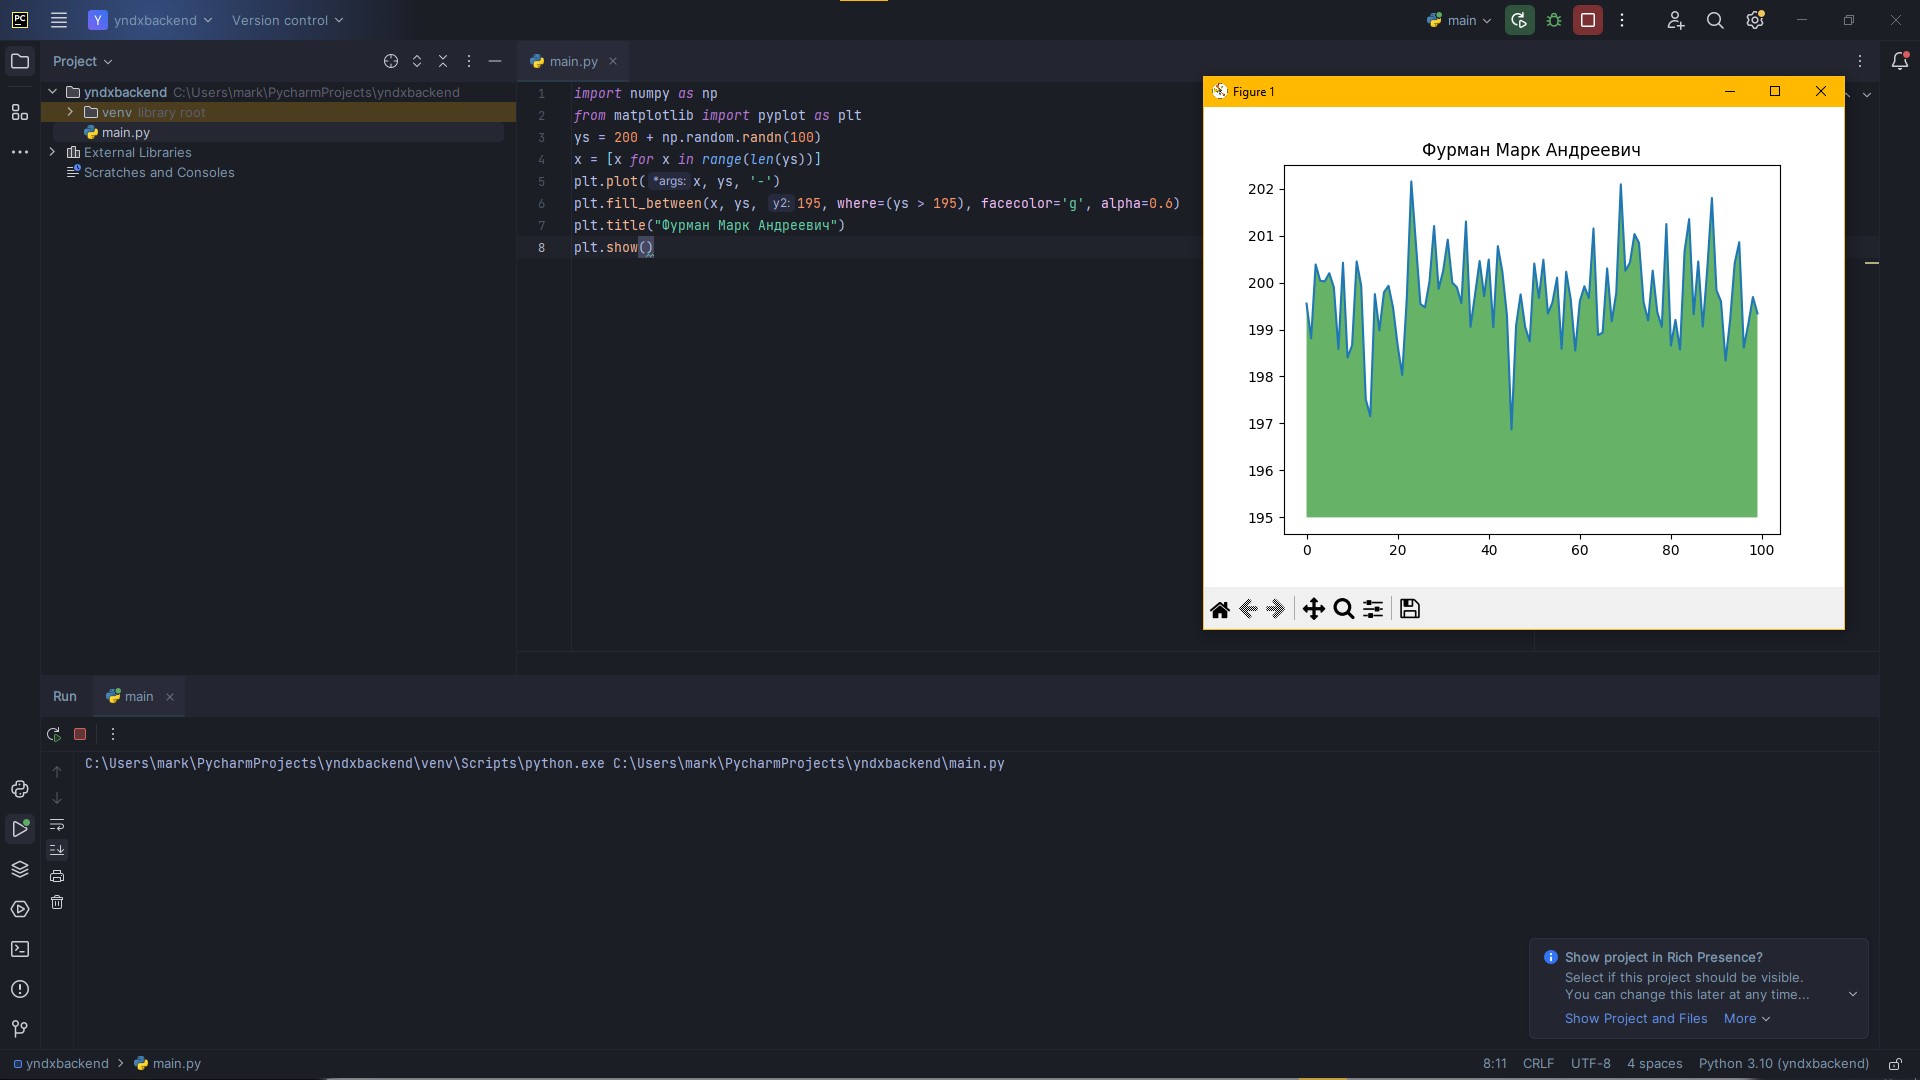 PC
Y yndxbackend Version control main
Project
yndxbackend C:\Users\mark\PycharmProjects\yndxbackend
venv library root
main.py
External Libraries
Scratches and Consoles
main.py
1 import numpy as np
2 from matplotlib import pyplot as plt
3 ys = 200 + np.random.randn(100)
4 x = [x for x in range(len(ys))]
5 plt.plot( *args: x, ys, '-')
6 plt.fill_between(x, ys, y2: 195, where=(ys > 195), facecolor='g', alpha=0.6)
7 plt.title("Фурман Марк Андреевич")
8 plt.show()
Figure 1
Фурман Марк Андреевич
202
201
200
199
198
197
196
195
0 20 40 60 80 100
Run main
C:\Users\mark\PycharmProjects\yndxbackend\venv\Scripts\python.exe C:\Users\mark\PycharmProjects\yndxbackend\main.py
Show project in Rich Presence?
Select if this project should be visible.
You can change this later at any time...
Show Project and Files More
yndxbackend main.py
8:11 CRLF UTF-8 4 spaces Python 3.10 (yndxbackend)